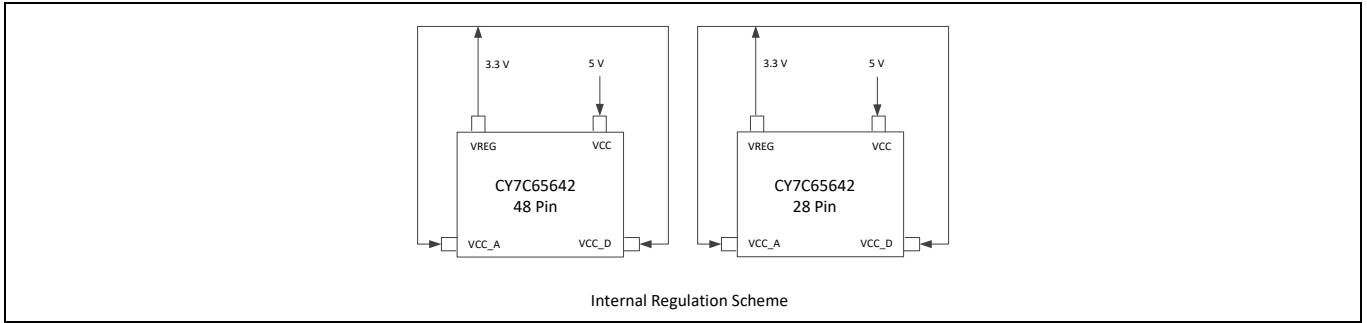 3.3 V
5 V
VREG
VCC
CY7C65642
48 Pin
VCC_A
VCC_D
3.3 V
5 V
VREG
VCC
CY7C65642
28 Pin
VCC_A
VCC_D
Internal Regulation Scheme